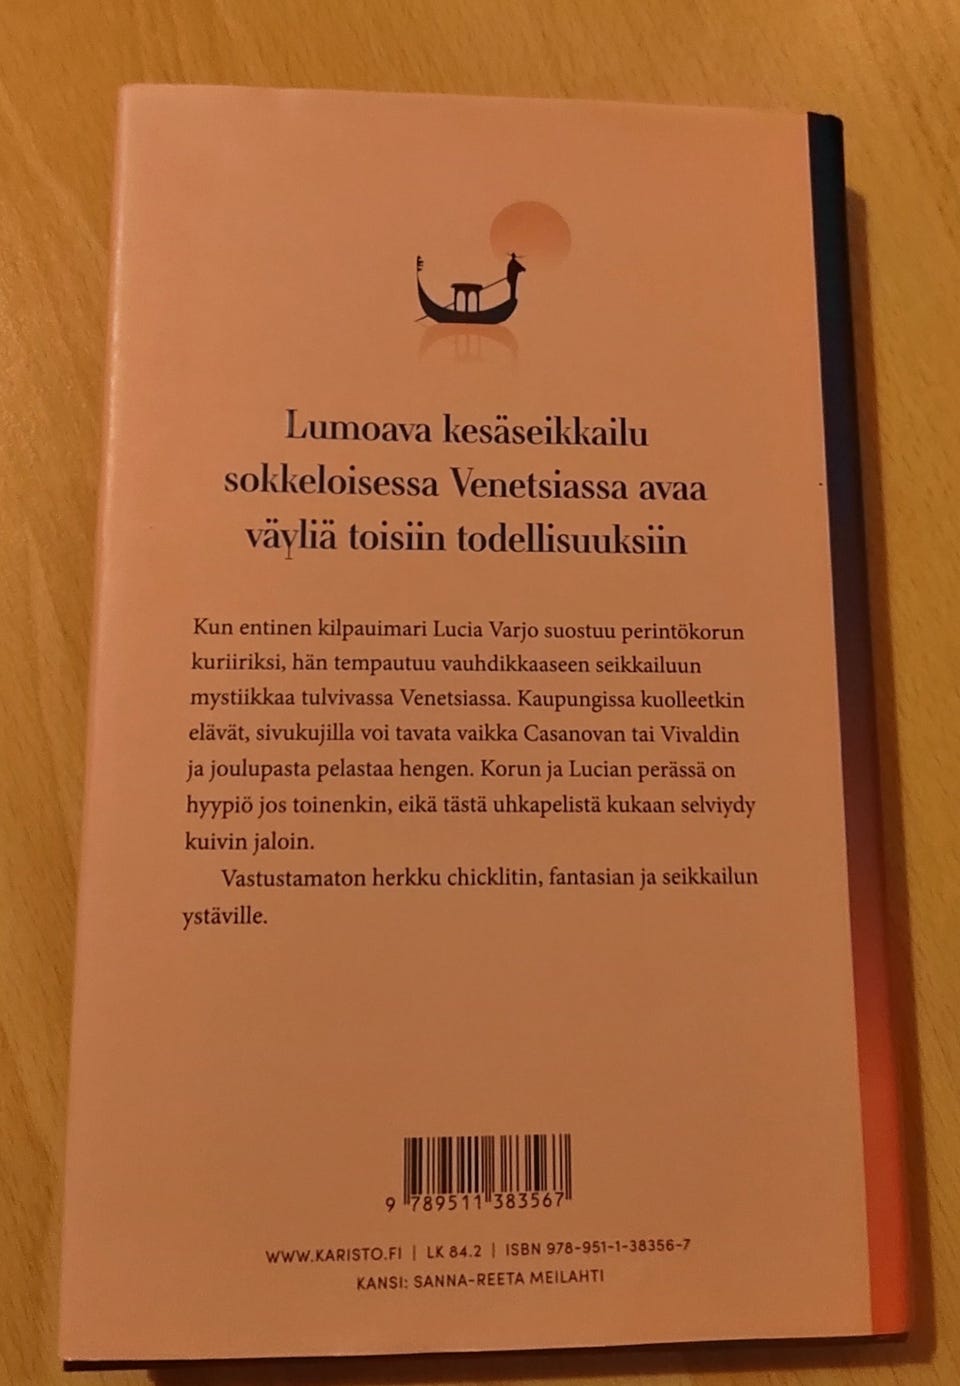 Lumoava kesäseikkailu
sokkeloisessa Venetsiassa avaa
väyliä toisiin todellisuuksiin
Kun entinen kilpauimari Lucia Varjo suostuu perintökorun
kuriiriksi, hän tempautuu vauhdikkaaseen seikkailuun
mystiikkaa tulvivassa Venetsiassa. Kaupungissa kuolleetkin
elävät, sivukujilla voi tavata vaikka Casanovan tai Vivaldin
ja joulupasta pelastaa hengen. Korun ja Lucian perässä on
hyypiö jos toinenkin, eikä tästä uhkapelistä kukaan selviydy
kuivin jaloin.
Vastustamaton herkku chicklitin, fantasian ja seikkailun
ystäville.
9 789511 383567
WWW.KARISTO.FI | LK 84.2 | ISBN 978-951-1-38356-7
KANSI: SANNA-REETA MEILAHTI